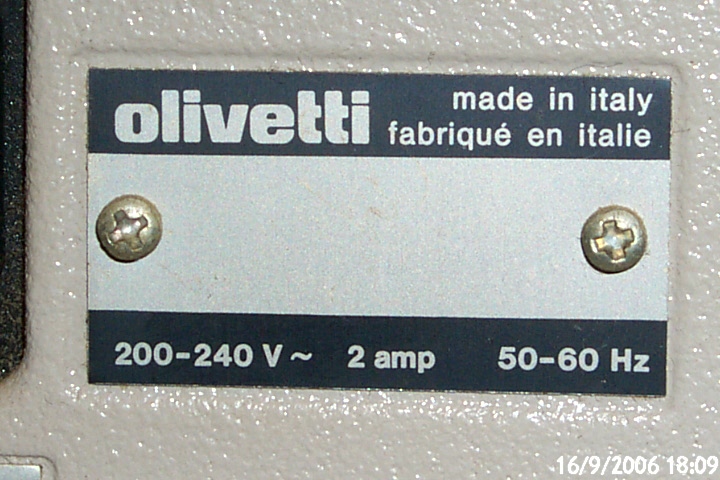 olivetti
made in italy
fabriqué en italie
200-240 V ~ 2 amp 50-60 Hz
16/9/2006 18:09